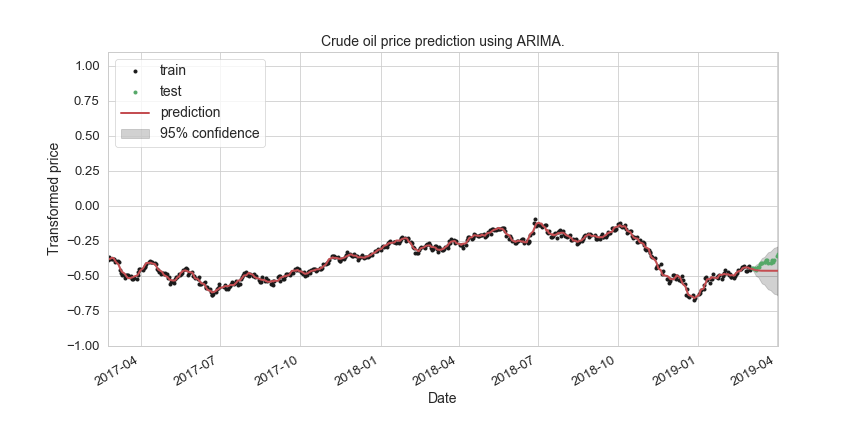 Crude oil price prediction using ARIMA.
train
test
prediction
95% confidence
1.00
0.75
0.50
0.25
0.00
−0.25
−0.50
−0.75
−1.00
Transformed price
2017-04
2017-07
2017-10
2018-01
2018-04
2018-07
2018-10
2019-01
2019-04
Date